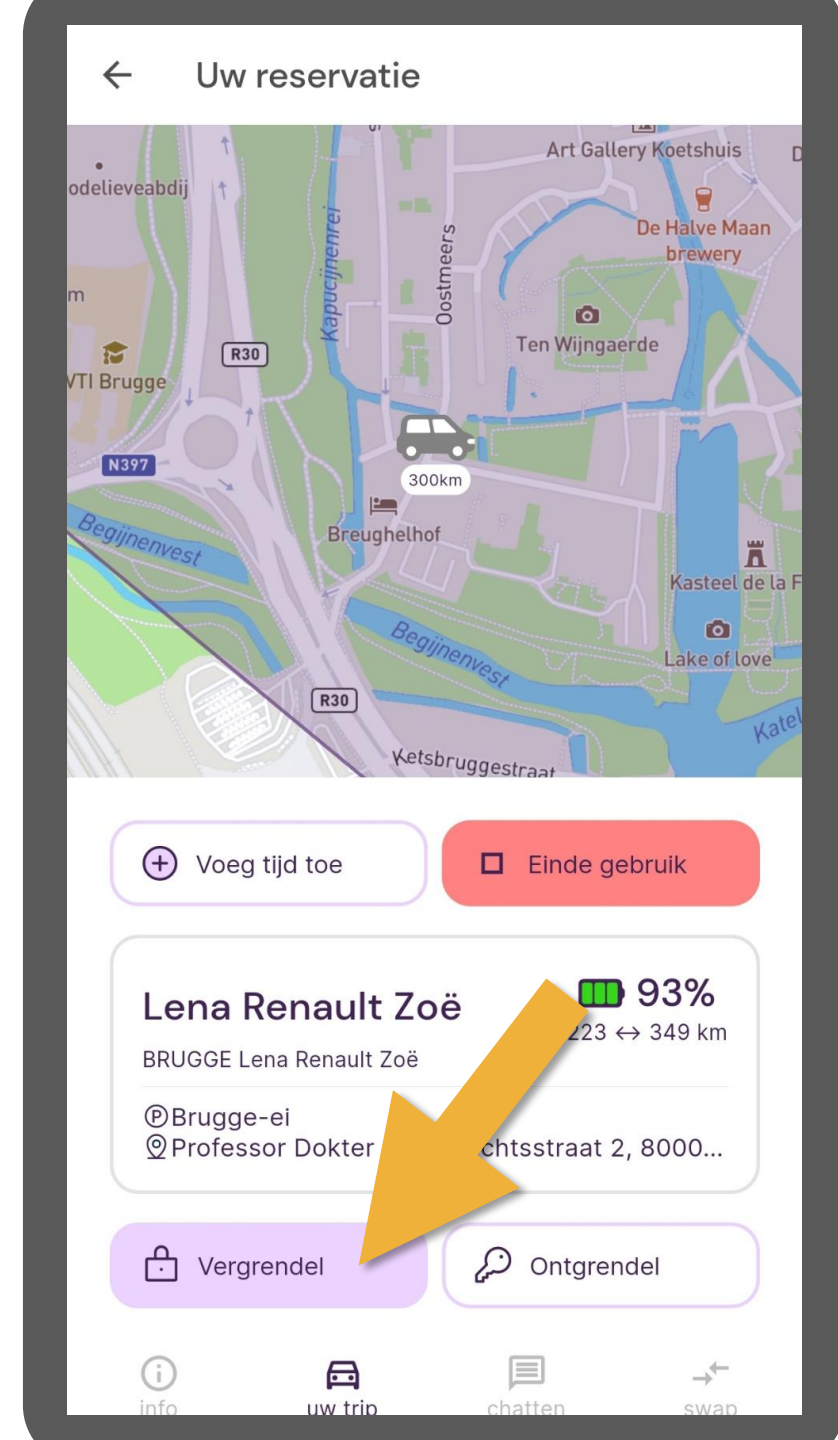 Uw reservatie
Art Gallery Koetshuis
odelieveabdij
De Halve Maan
brewery
Kapucijnenrei
Oostmeers
m
Ten Wijngaerde
R30
VTI Brugge
N397
300km
Begijnenvest
Breughelhof
Kasteel de la F
Begijnenvest
Lake of love
R30
Katel
Ketsbruggestraat
Voeg tijd toe
Einde gebruik
Lena Renault Zoë
93%
223 ↔ 349 km
BRUGGE Lena Renault Zoë
Brugge-ei
Professor Dokter chtsstraat 2, 8000...
Vergrendel
Ontgrendel
info
uw trip
chatten
swap